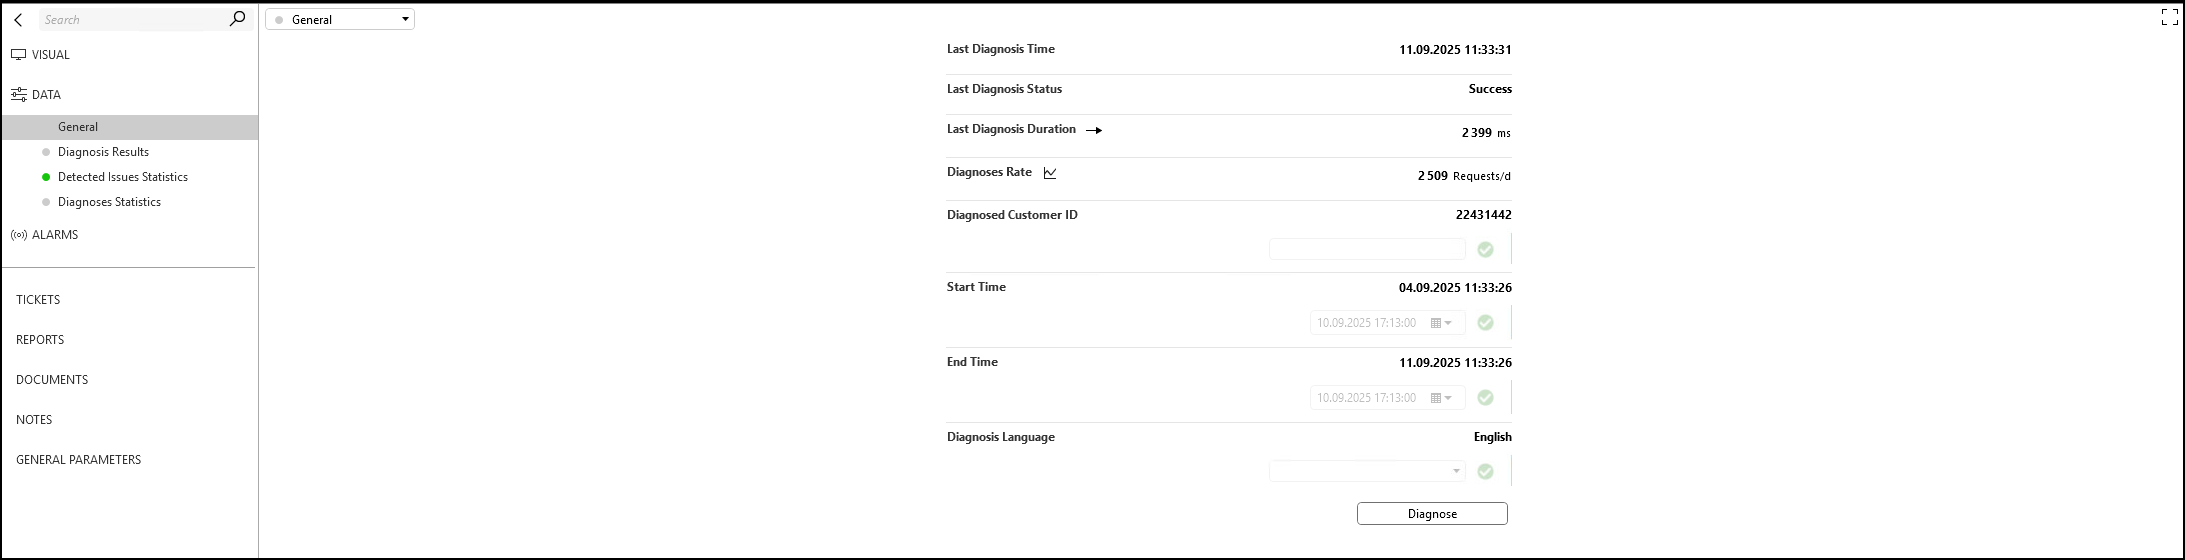 Search
General
VISUAL
DATA
General
Diagnosis Results
Detected Issues Statistics
Diagnoses Statistics
ALARMS
TICKETS
REPORTS
DOCUMENTS
NOTES
GENERAL PARAMETERS
Last Diagnosis Time 11.09.2025 11:33:31
Last Diagnosis Status Success
Last Diagnosis Duration 2 399 ms
Diagnoses Rate 2 509 Requests/d
Diagnosed Customer ID 22431442
Start Time 04.09.2025 11:33:26
10.09.2025 17:13:00
End Time 11.09.2025 11:33:26
10.09.2025 17:13:00
Diagnosis Language English
Diagnose